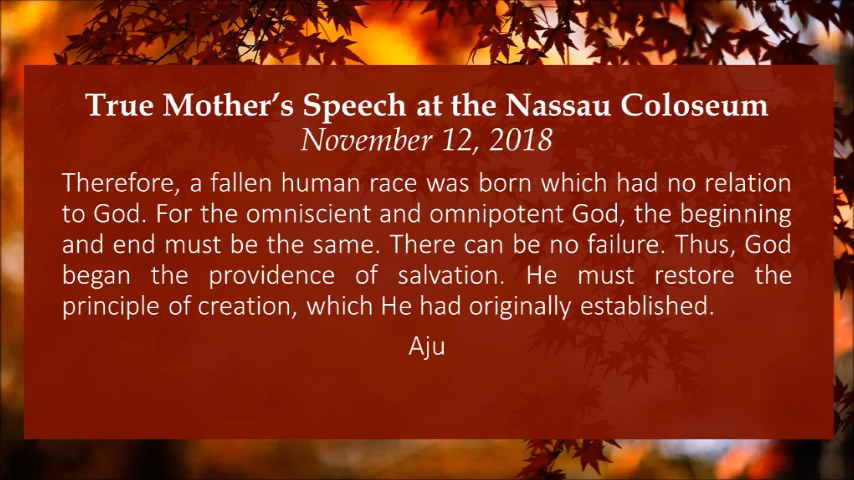 True Mother’s Speech at the Nassau Coloseum
November 12, 2018
Therefore, a fallen human race was born which had no relation
to God. For the omniscient and omnipotent God, the beginning
and end must be the same. There can be no failure. Thus, God
began the providence of salvation. He must restore the
principle of creation, which He had originally established.
Aju